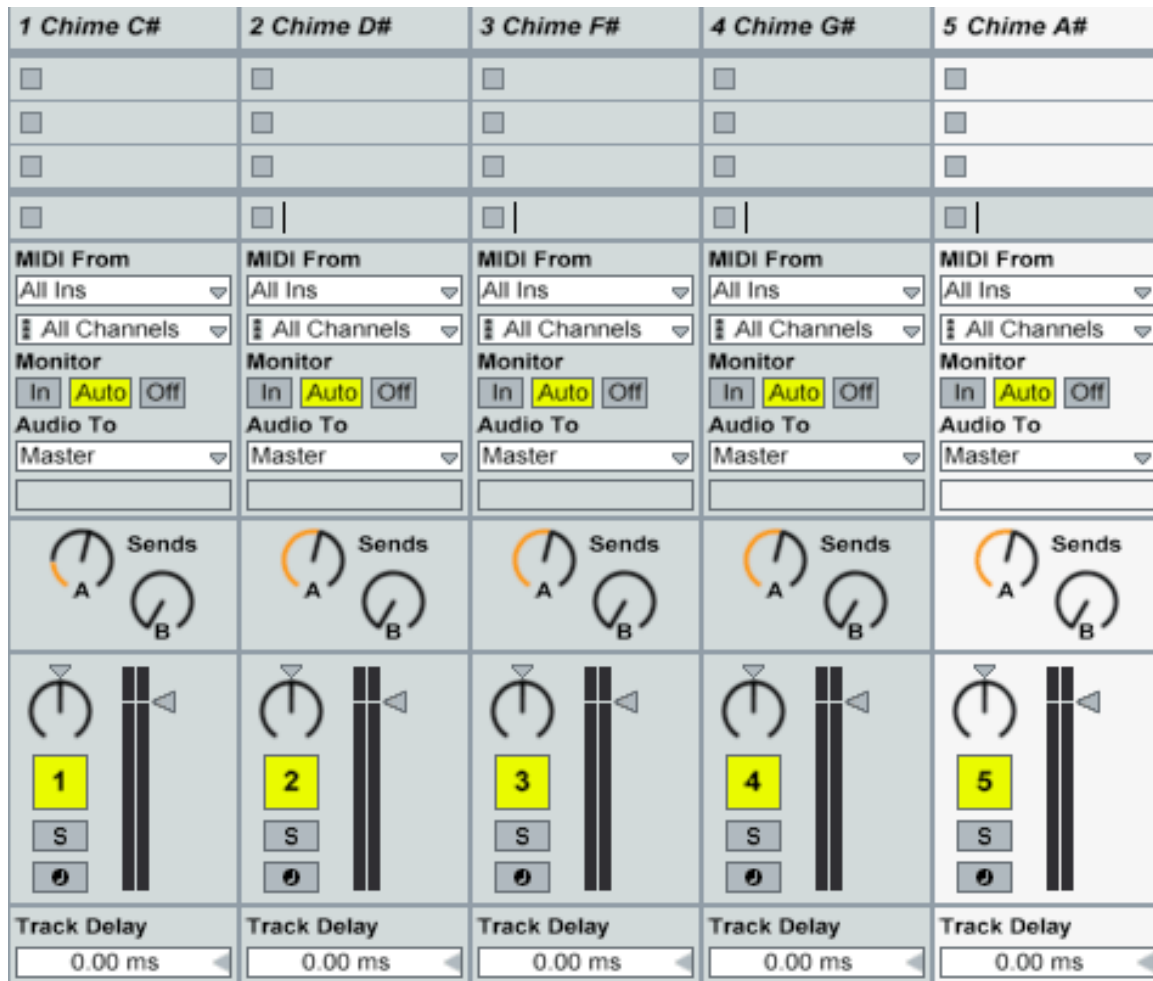 1 Chime C# 2 Chime D# 3 Chime F# 4 Chime G# 5 Chime A#
MIDI From MIDI From MIDI From MIDI From MIDI From
All Ins All Ins All Ins All Ins All Ins
All Channels All Channels All Channels All Channels All Channels
Monitor Monitor Monitor Monitor Monitor
In Auto Off In Auto Off In Auto Off In Auto Off In Auto Off
Audio To Audio To Audio To Audio To Audio To
Master Master Master Master Master
Sends Sends Sends Sends Sends
A A A A A
B B B B B
1 2 3 4 5
S S S S S
Track Delay Track Delay Track Delay Track Delay Track Delay
0.00 ms 0.00 ms 0.00 ms 0.00 ms 0.00 ms